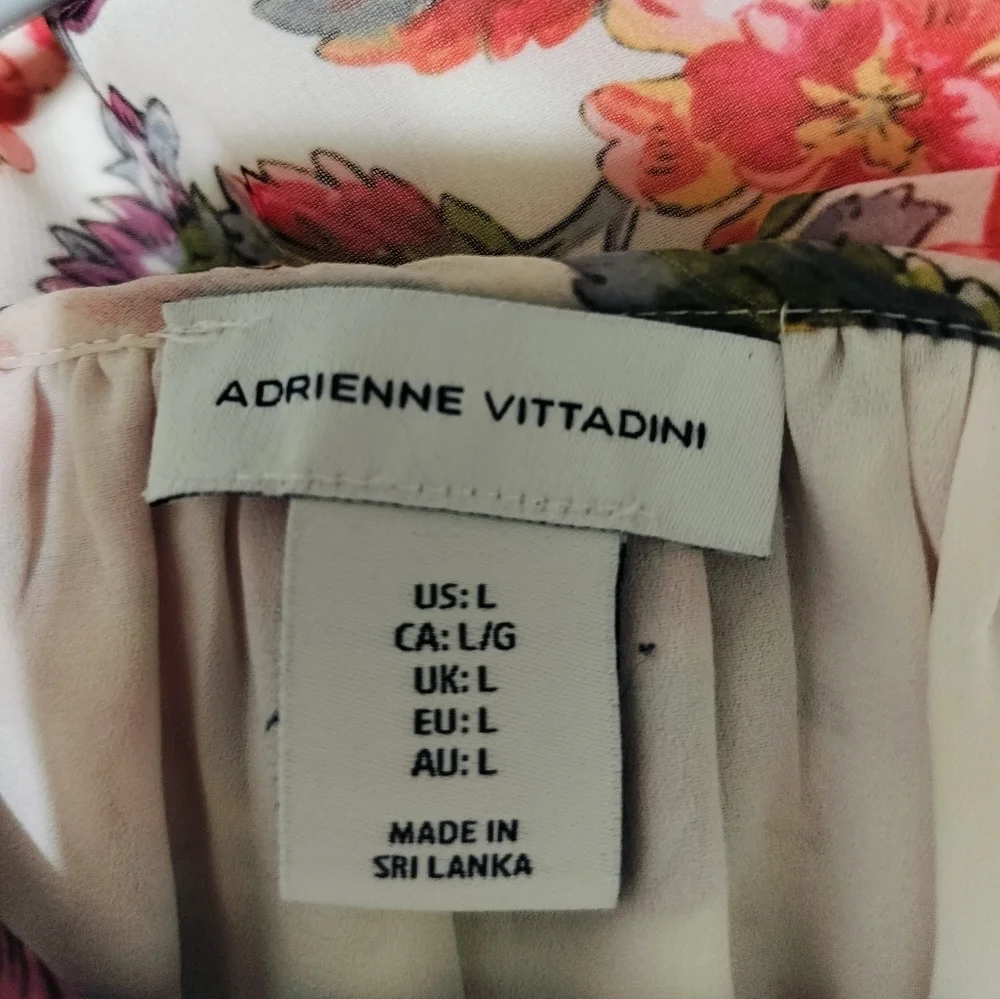 ADRIENNE VITTADINI
US: L
CA: L/G
UK: L
EU: L
AU: L
MADE IN
SRI LANKA